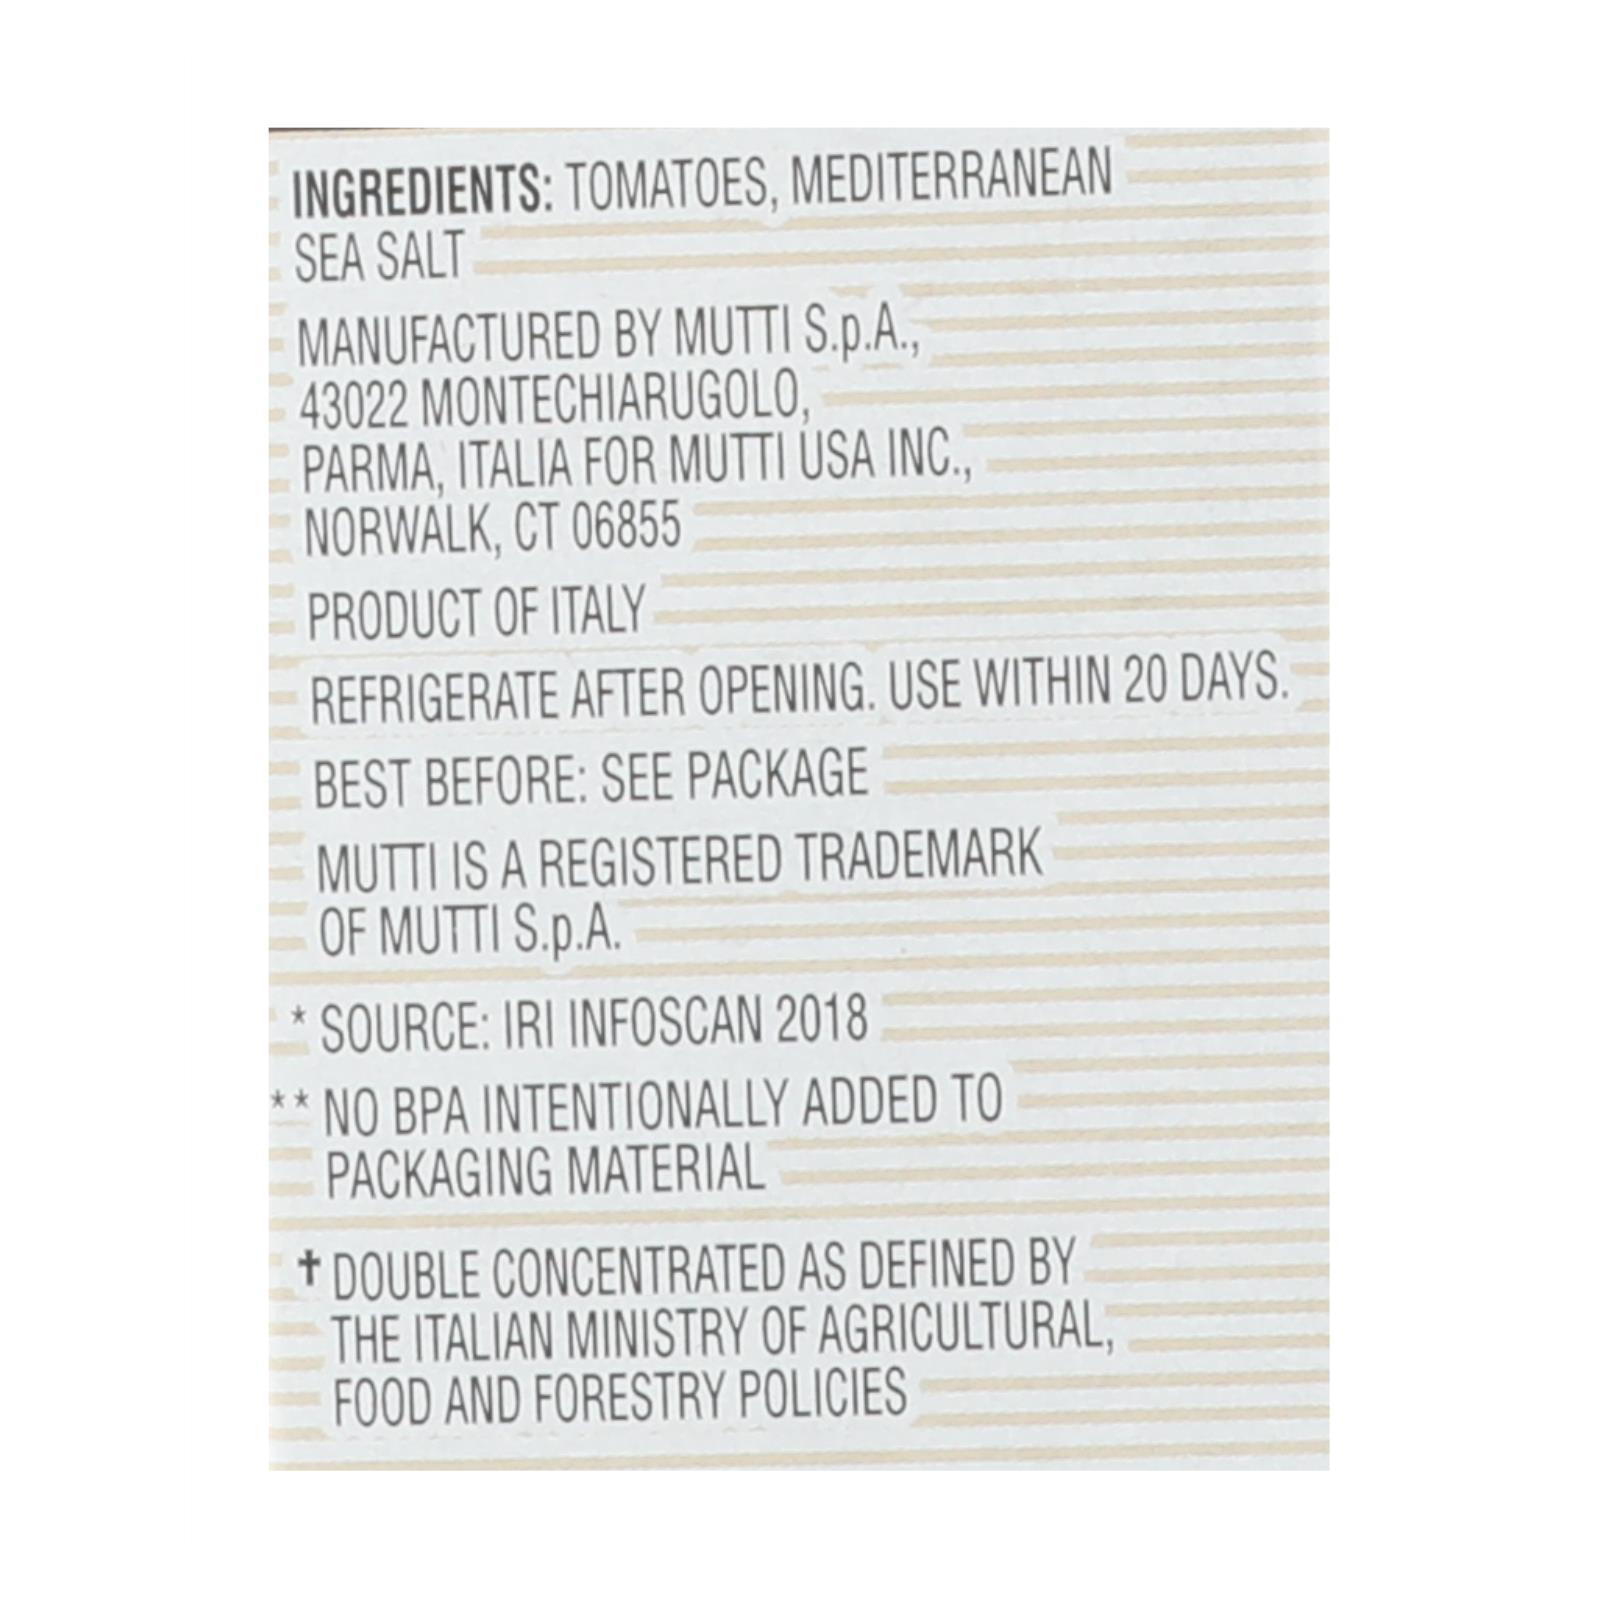 INGREDIENTS: TOMATOES, MEDITERRANEAN
SEA SALT
MANUFACTURED BY MUTTI S.p.A.,
43022 MONTECHIARUGOLO,
PARMA, ITALIA FOR MUTTI USA INC.,
NORWALK, CT 06855
PRODUCT OF ITALY
REFRIGERATE AFTER OPENING. USE WITHIN 20 DAYS.
BEST BEFORE: SEE PACKAGE
MUTTI IS A REGISTERED TRADEMARK
OF MUTTI S.p.A.
* SOURCE: IRI INFOSCAN 2018
** NO BPA INTENTIONALLY ADDED TO
PACKAGING MATERIAL
† DOUBLE CONCENTRATED AS DEFINED BY
THE ITALIAN MINISTRY OF AGRICULTURAL,
FOOD AND FORESTRY POLICIES